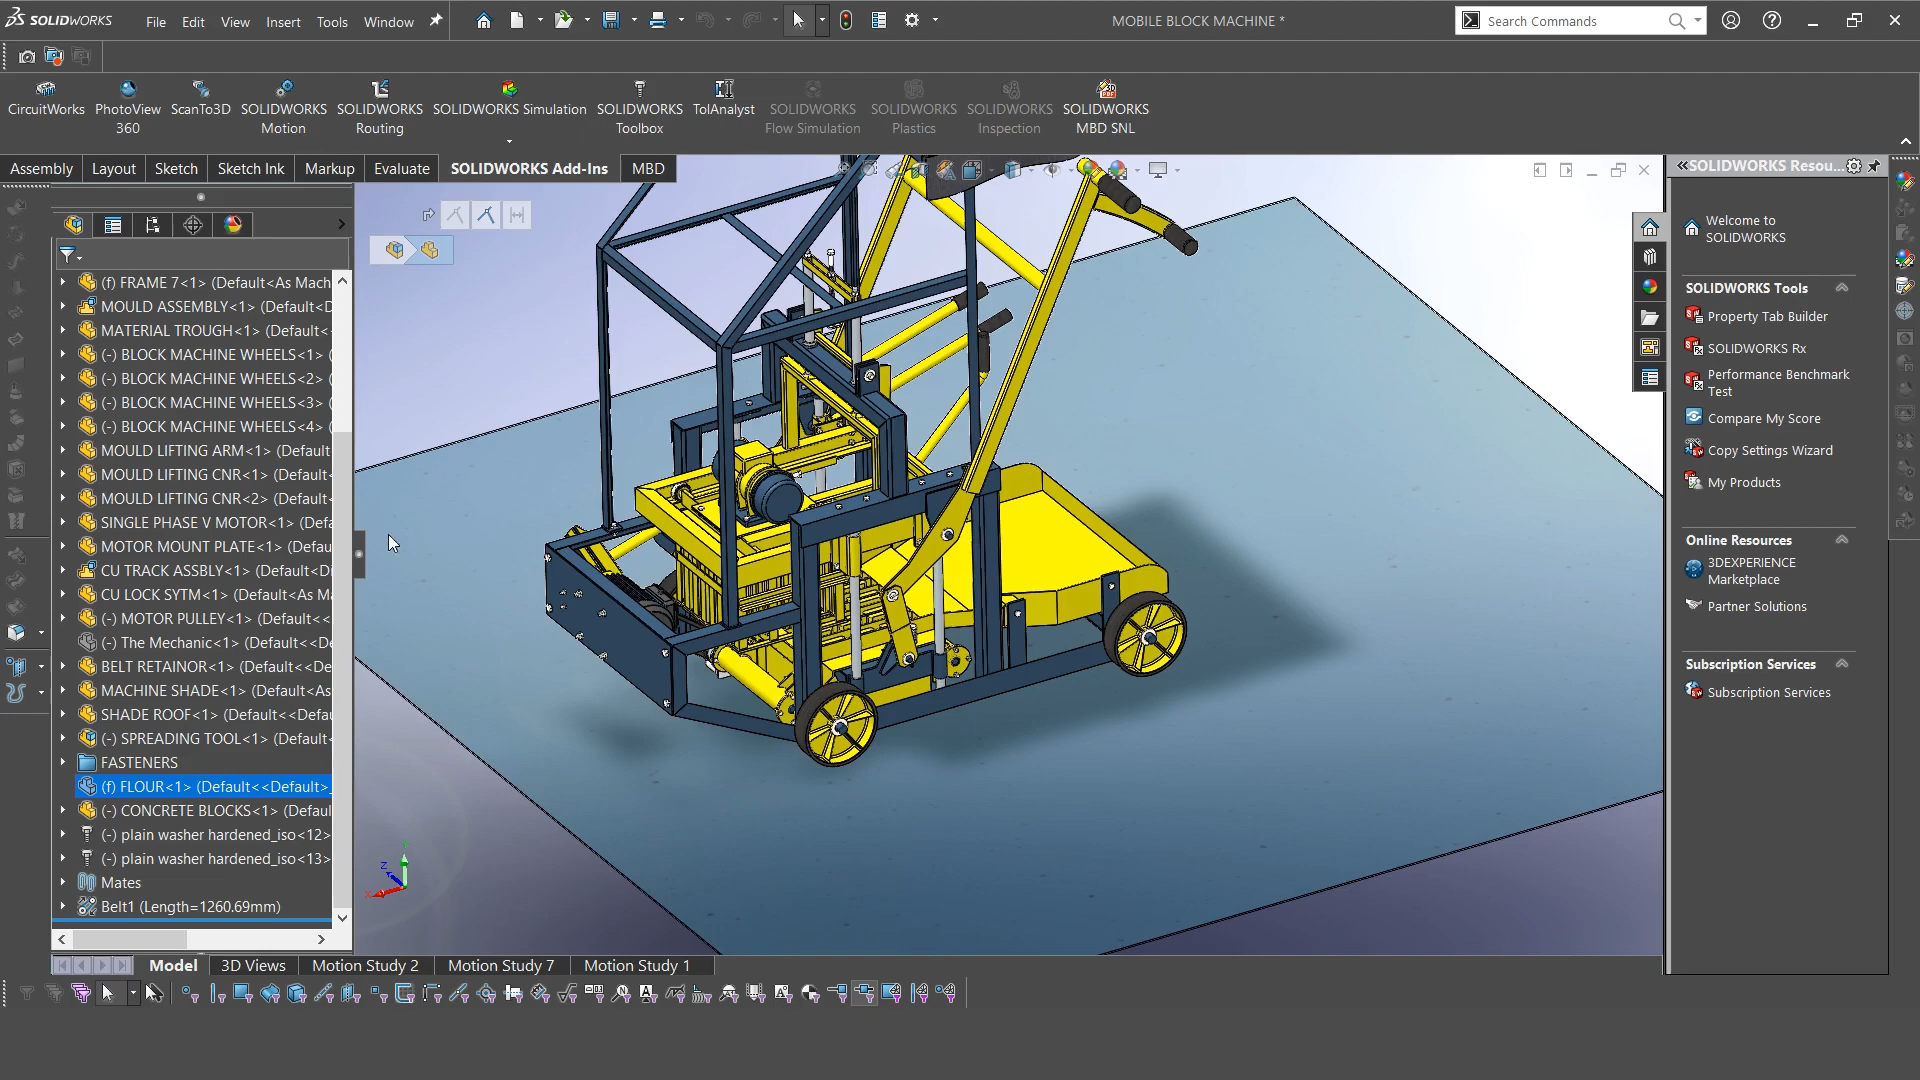 SOLIDWORKS File Edit View Insert Tools Window MOBILE BLOCK MACHINE * Search Commands
CircuitWorks
PhotoView 360
ScanTo3D
SOLIDWORKS Motion
SOLIDWORKS Routing
SOLIDWORKS Simulation
SOLIDWORKS Toolbox
TolAnalyst
SOLIDWORKS Flow Simulation
SOLIDWORKS Plastics
SOLIDWORKS Inspection
SOLIDWORKS MBD SNL
Assembly Layout Sketch Sketch Ink Markup Evaluate SOLIDWORKS Add-Ins MBD
(f) FRAME 7<1> (Default<As Mach
MOULD ASSEMBLY<1> (Default<D
MATERIAL TROUGH<1> (Default<
(-) BLOCK MACHINE WHEELS<1> (
(-) BLOCK MACHINE WHEELS<2> (
(-) BLOCK MACHINE WHEELS<3> (
(-) BLOCK MACHINE WHEELS<4> (
MOULD LIFTING ARM<1> (Default
MOULD LIFTING CNR<1> (Default
MOULD LIFTING CNR<2> (Default
SINGLE PHASE V MOTOR<1> (Defa
MOTOR MOUNT PLATE<1> (Defau
CU TRACK ASSBLY<1> (Default<Di
CU LOCK SYTM<1> (Default<As Ma
(-) MOTOR PULLEY<1> (Default<<
(-) The Mechanic<1> (Default<<De
BELT RETAINOR<1> (Default<<De
MACHINE SHADE<1> (Default<As
SHADE ROOF<1> (Default<<Defau
(-) SPREADING TOOL<1> (Default<
FASTENERS
(f) FLOUR<1> (Default<<Default>_
(-) CONCRETE BLOCKS<1> (Defaul
(-) plain washer hardened_iso<12>
(-) plain washer hardened_iso<13>
Mates
Belt1 (Length=1260.69mm)
Z
Model 3D Views Motion Study 2 Motion Study 7 Motion Study 1
SOLIDWORKS Resou...
Welcome to
SOLIDWORKS
SOLIDWORKS Tools
Property Tab Builder
SOLIDWORKS Rx
Performance Benchmark
Test
Compare My Score
Copy Settings Wizard
My Products
Online Resources
3DEXPERIENCE
Marketplace
Partner Solutions
Subscription Services
Subscription Services